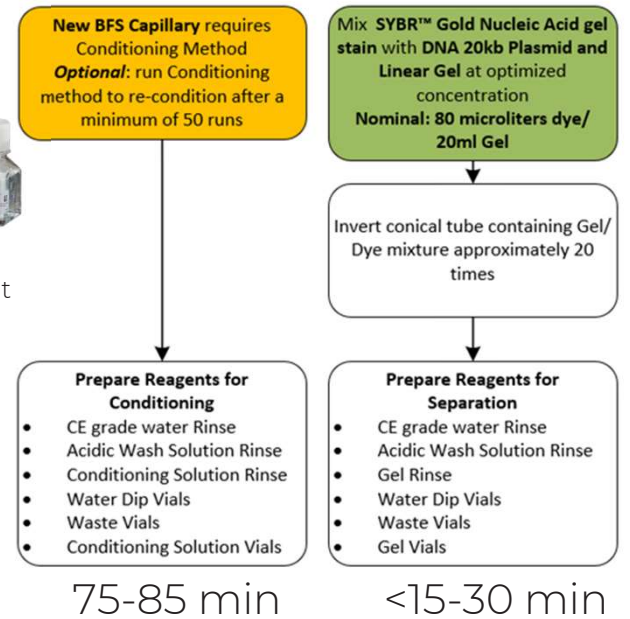 New BFS Capillary requires
Conditioning Method
Optional: run Conditioning
method to re-condition after a
minimum of 50 runs
Prepare Reagents for
Conditioning
• CE grade water Rinse
• Acidic Wash Solution Rinse
• Conditioning Solution Rinse
• Water Dip Vials
• Waste Vials
• Conditioning Solution Vials
75-85 min
Mix SYBR™ Gold Nucleic Acid gel
stain with DNA 20kb Plasmid and
Linear Gel at optimized
concentration
Nominal: 80 microliters dye/
20ml Gel
Invert conical tube containing Gel/
Dye mixture approximately 20
times
Prepare Reagents for
Separation
• CE grade water Rinse
• Acidic Wash Solution Rinse
• Gel Rinse
• Water Dip Vials
• Waste Vials
• Gel Vials
<15-30 min